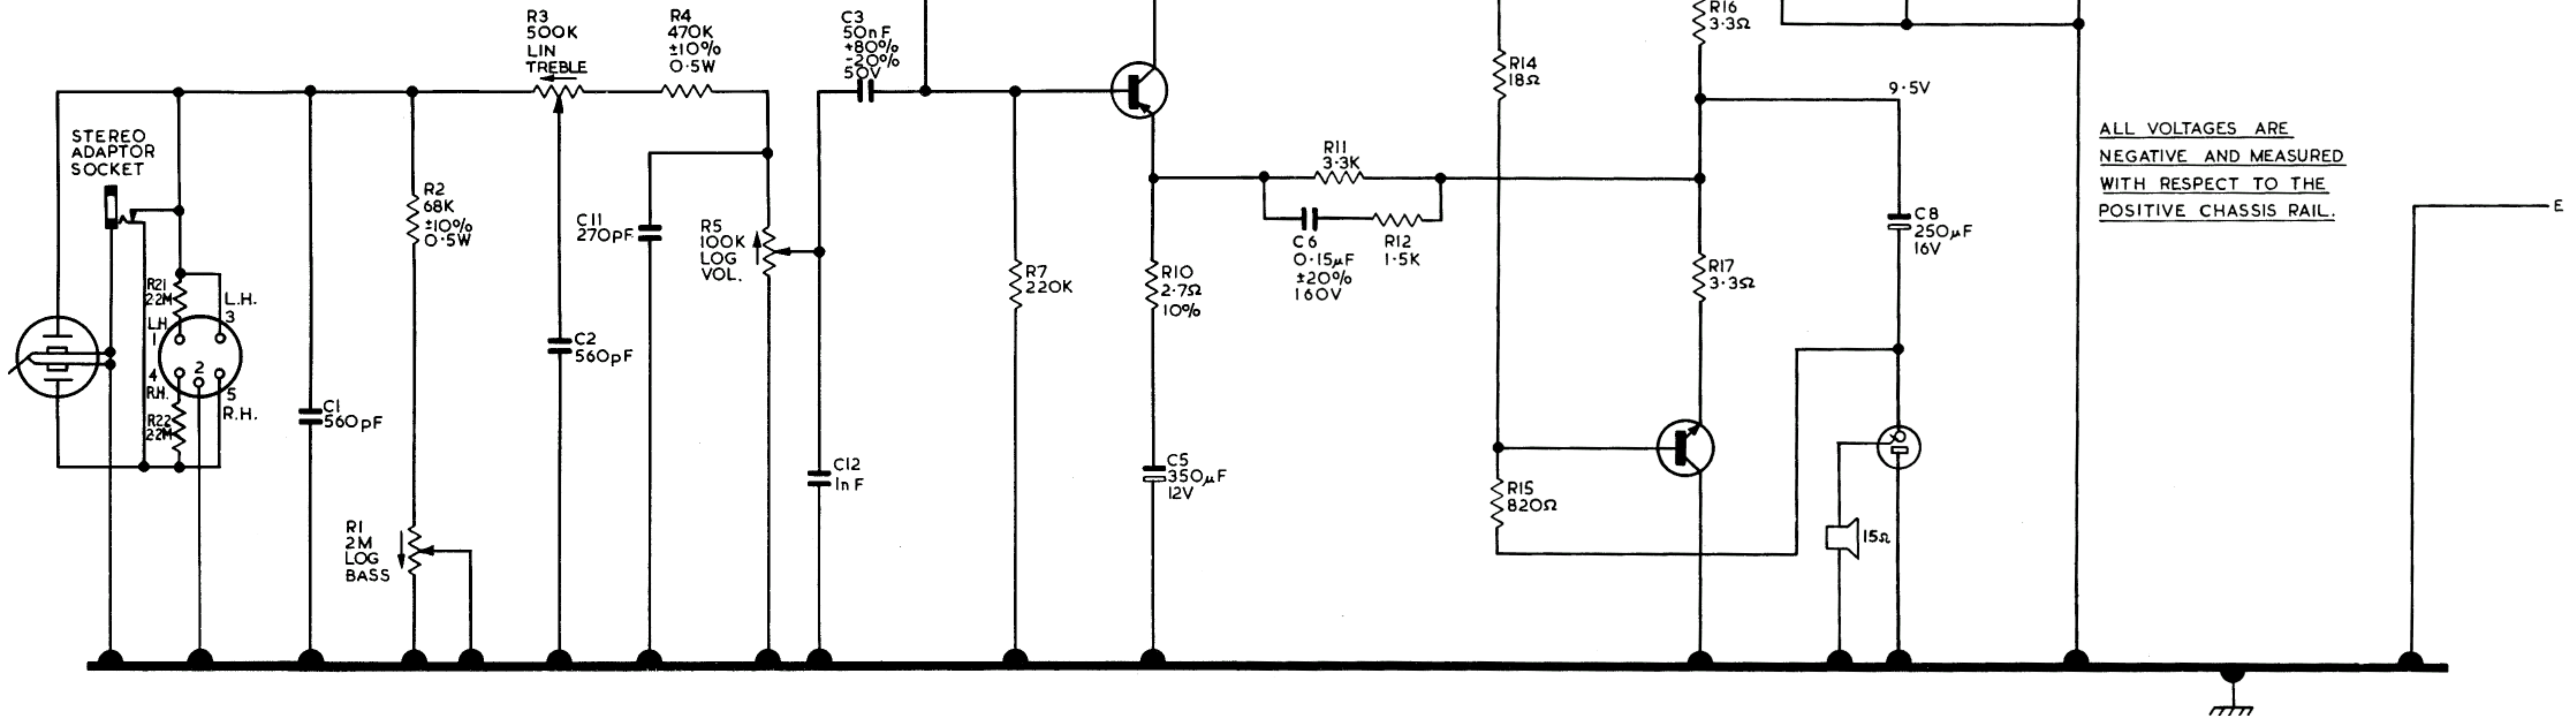 R3
500K
LIN
TREBLE
R4
470K
±10%
0·5W
C3
50nF
+80%
-20%
50V
R16
3·3Ω
R14
18Ω
9·5V
STEREO
ADAPTOR
SOCKET
ALL VOLTAGES ARE
NEGATIVE AND MEASURED
WITH RESPECT TO THE
POSITIVE CHASSIS RAIL.
E
R2
68K
±10%
0·5W
C11
270pF
R5
100K
LOG
VOL.
R11
3·3K
C6
0·15µF
±20%
160V
R12
1·5K
C8
250µF
16V
R7
220K
R10
2·7Ω
10%
R17
3·3Ω
R21
2·2M
L.H.
3
L.H.
1
2
4
R.H.
5
R.H.
R22
2·2M
C1
560pF
C2
560pF
C12
1nF
C5
350µF
12V
R15
820Ω
R1
2M
LOG
BASS
15Ω